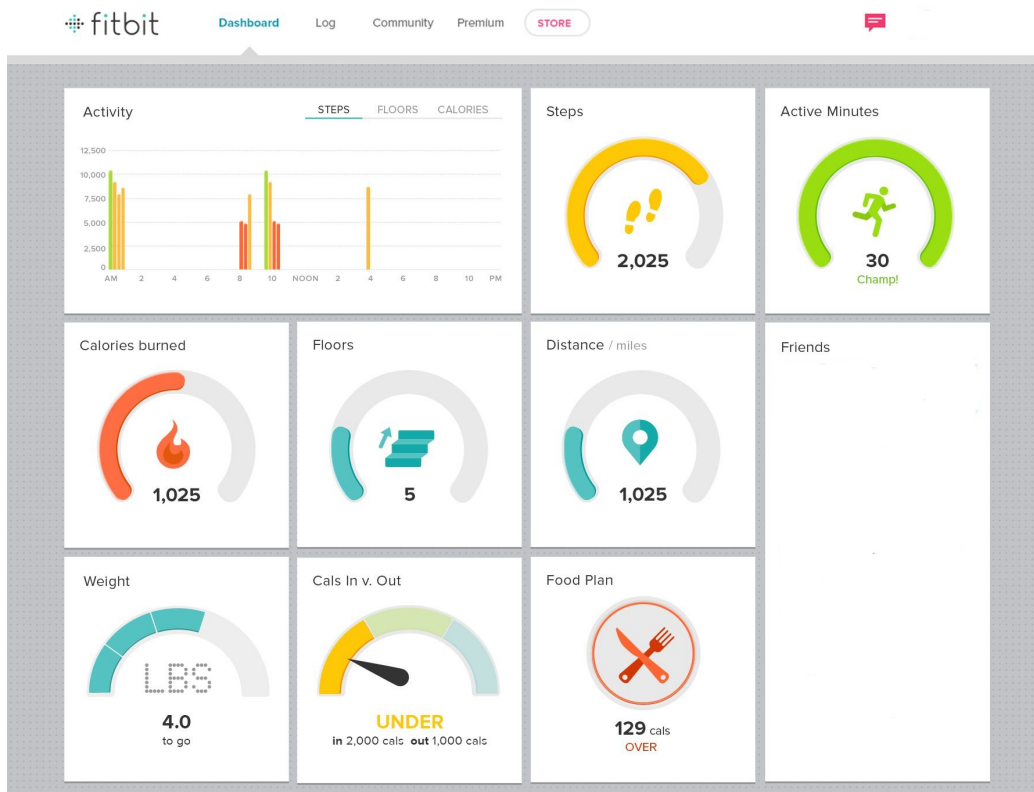 fitbit Dashboard Log Community Premium STORE
Activity STEPS FLOORS CALORIES
12,500
10,000
7,500
5,000
2,500
0
AM 2 4 6 8 10 NOON 2 4 6 8 10 PM
Steps
2,025
Active Minutes
30
Champ!
Calories burned
1,025
Floors
5
Distance / miles
1,025
Friends
Weight
LBS
4.0
to go
Cals In v. Out
UNDER
in 2,000 cals out 1,000 cals
Food Plan
129 cals
OVER